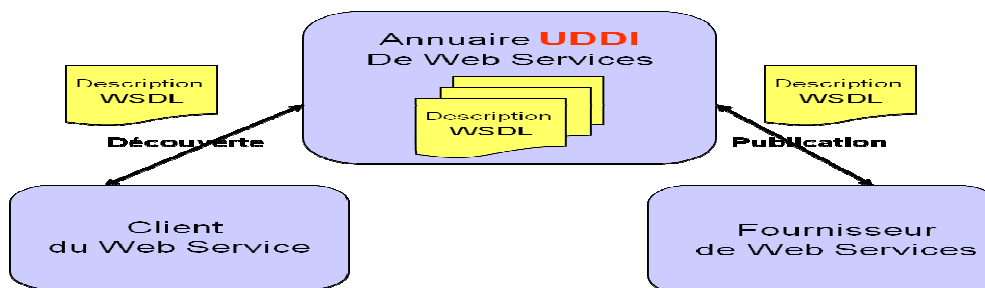 Annuaire UDDI
De Web Services
Description
WSDL
Description
WSDL
Description
WSDL
Découverte
Publication
Client
du Web Service
Fournisseur
de Web Services